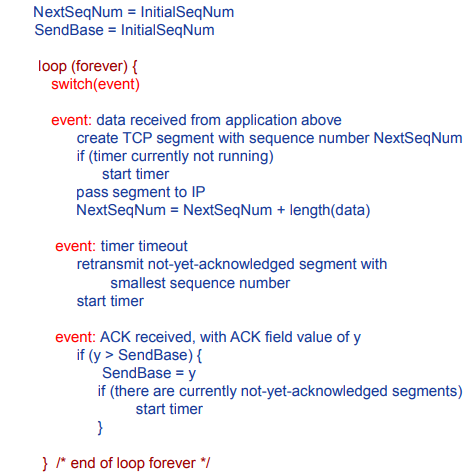 NextSeqNum = InitialSeqNum
SendBase = InitialSeqNum
loop (forever) {
switch(event)
event: data received from application above
create TCP segment with sequence number NextSeqNum
if (timer currently not running)
start timer
pass segment to IP
NextSeqNum = NextSeqNum + length(data)
event: timer timeout
retransmit not-yet-acknowledged segment with
smallest sequence number
start timer
event: ACK received, with ACK field value of y
if (y > SendBase) {
SendBase = y
if (there are currently not-yet-acknowledged segments)
start timer
}
} /* end of loop forever */